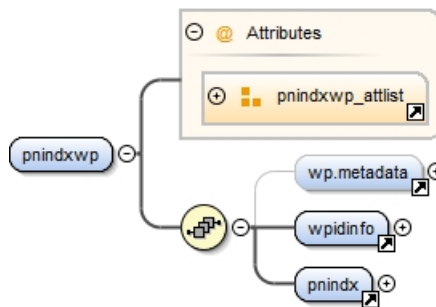 @ Attributes
pnindxwp_attlist
pnindxwp
wp.metadata
wpidinfo
pnindx